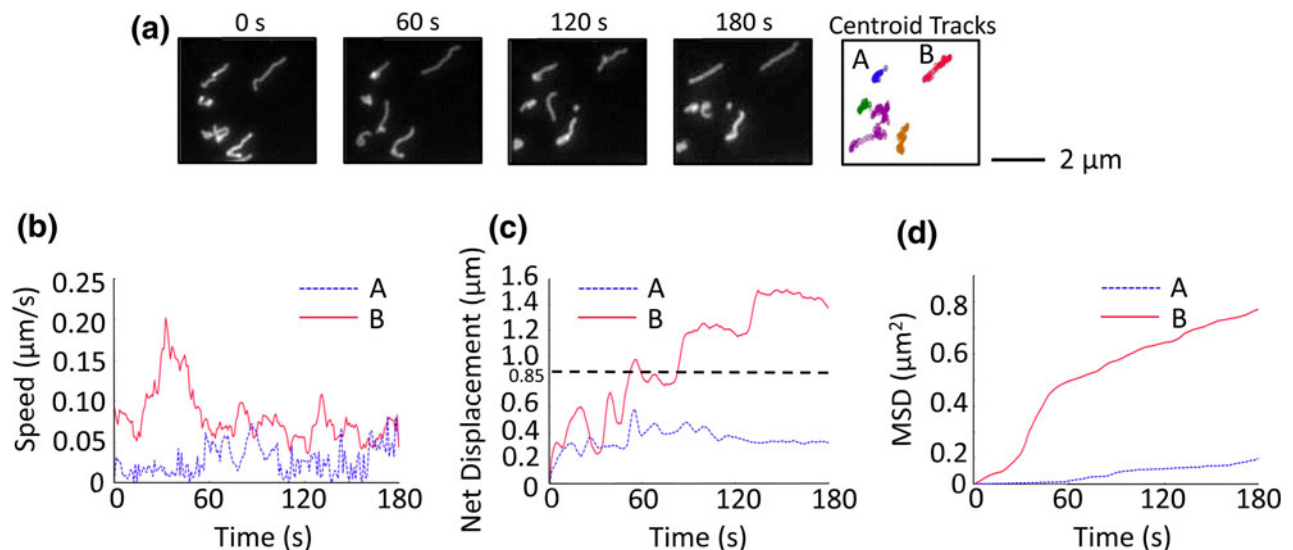 (a)
0 s
60 s
120 s
180 s
Centroid Tracks
A
B
2 μm
(b)
Speed (μm/s)
0.25
0.20
0.15
0.10
0.05
0
A
B
0
60
120
180
Time (s)
(c)
Net Displacement (μm)
1.6
1.4
1.2
1.0
0.85
0.6
0.4
0.2
0
A
B
0
60
120
180
Time (s)
(d)
MSD (μm²)
0.8
0.6
0.4
0.2
0
A
B
0
60
120
180
Time (s)